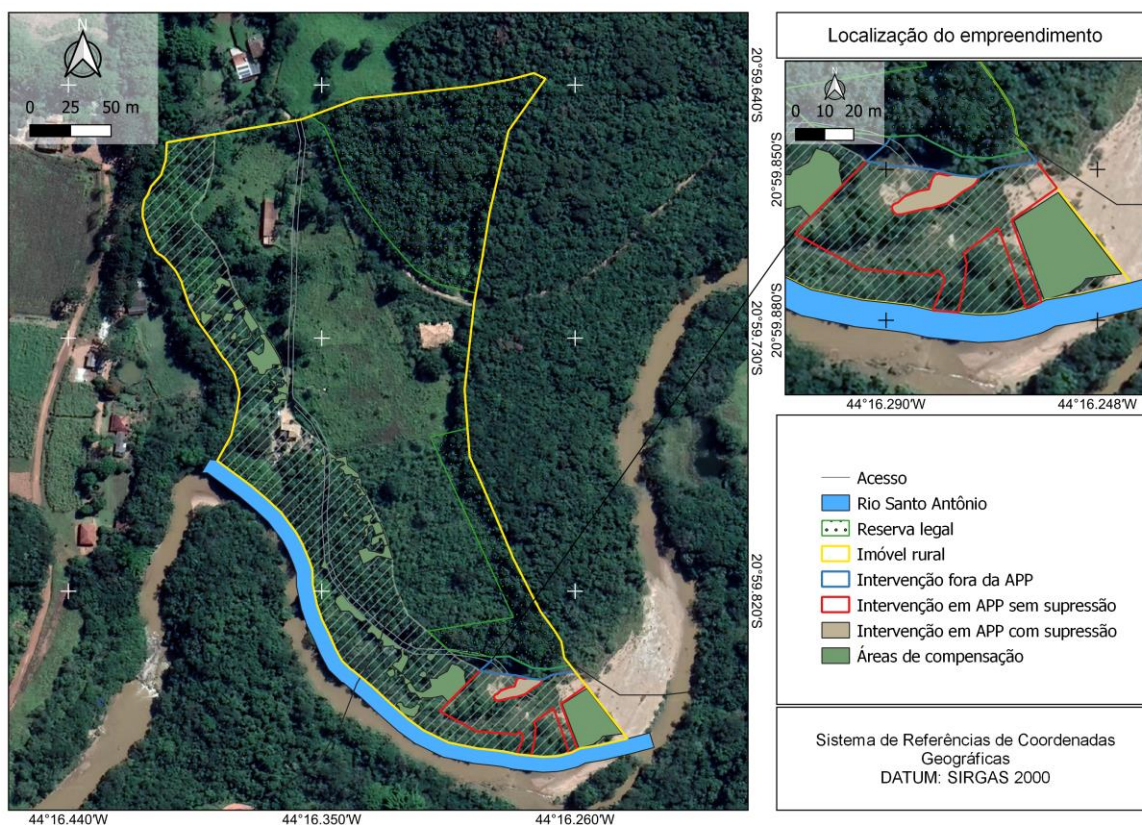 N
0 25 50 m
20°59.640'S
20°59.730'S
20°59.820'S
44°16.440'W 44°16.350'W 44°16.260'W
Localização do empreendimento
N
0 10 20 m
20°59.850'S
20°59.880'S
44°16.290'W 44°16.248'W
Acesso
Rio Santo Antônio
Reserva legal
Imóvel rural
Intervenção fora da APP
Intervenção em APP sem supressão
Intervenção em APP com supressão
Áreas de compensação
Sistema de Referências de Coordenadas
Geográficas
DATUM: SIRGAS 2000